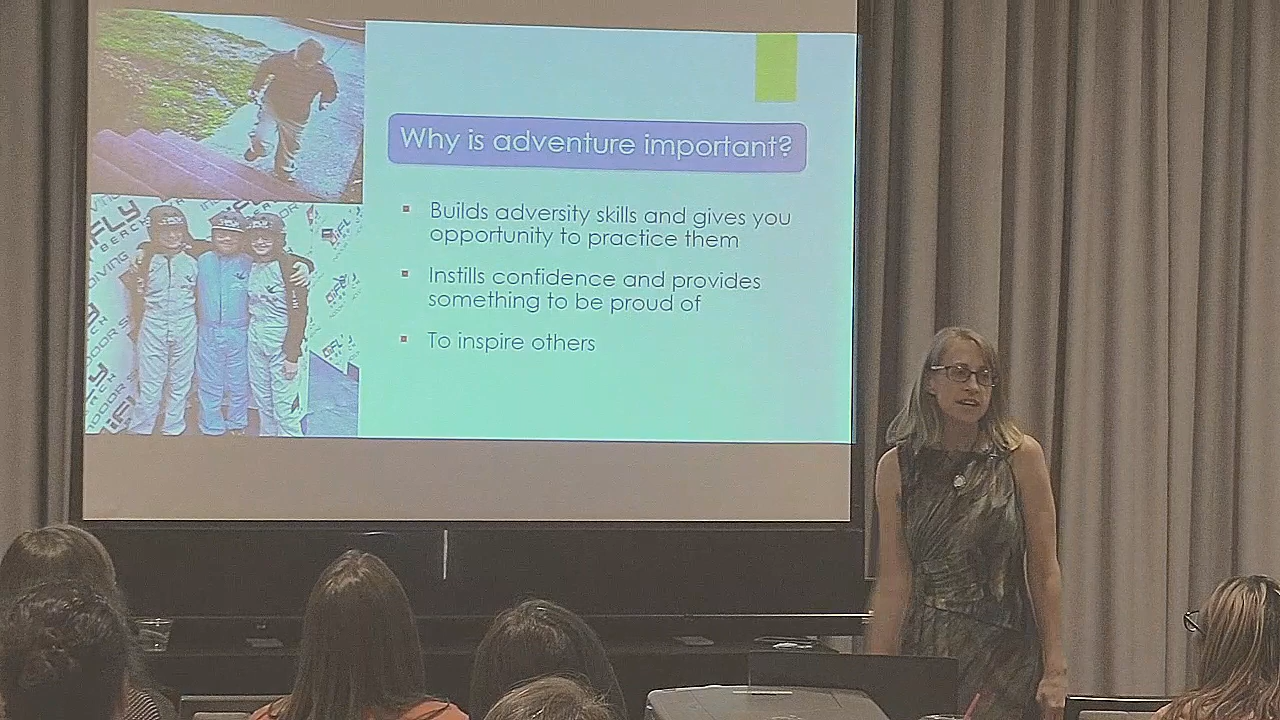 Why is adventure important?
Builds adversity skills and gives you
opportunity to practice them
Instills confidence and provides
something to be proud of
To inspire others
iFLY